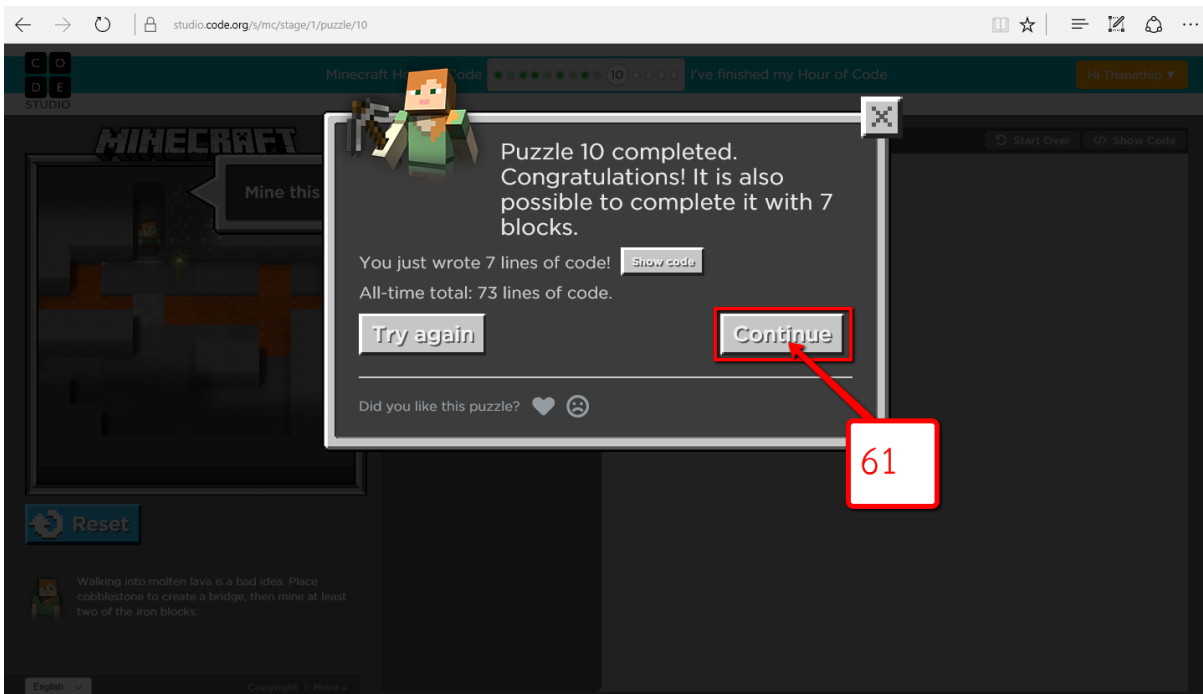 studio.code.org/s/mc/stage/1/puzzle/10
CO
DE
STUDIO
Minecraft Ho Code 10 I've finished my Hour of Code
Hi Thanathip ▼
MINECRAFT
Start Over </> Show Code
Mine this
Puzzle 10 completed.
Congratulations! It is also
possible to complete it with 7
blocks.
You just wrote 7 lines of code! Show code
All-time total: 73 lines of code.
Try again Continue
Did you like this puzzle?
61
Reset
Walking into molten lava is a bad idea. Place
cobblestone to create a bridge, then mine at least
two of the iron blocks.
English Copyright | More